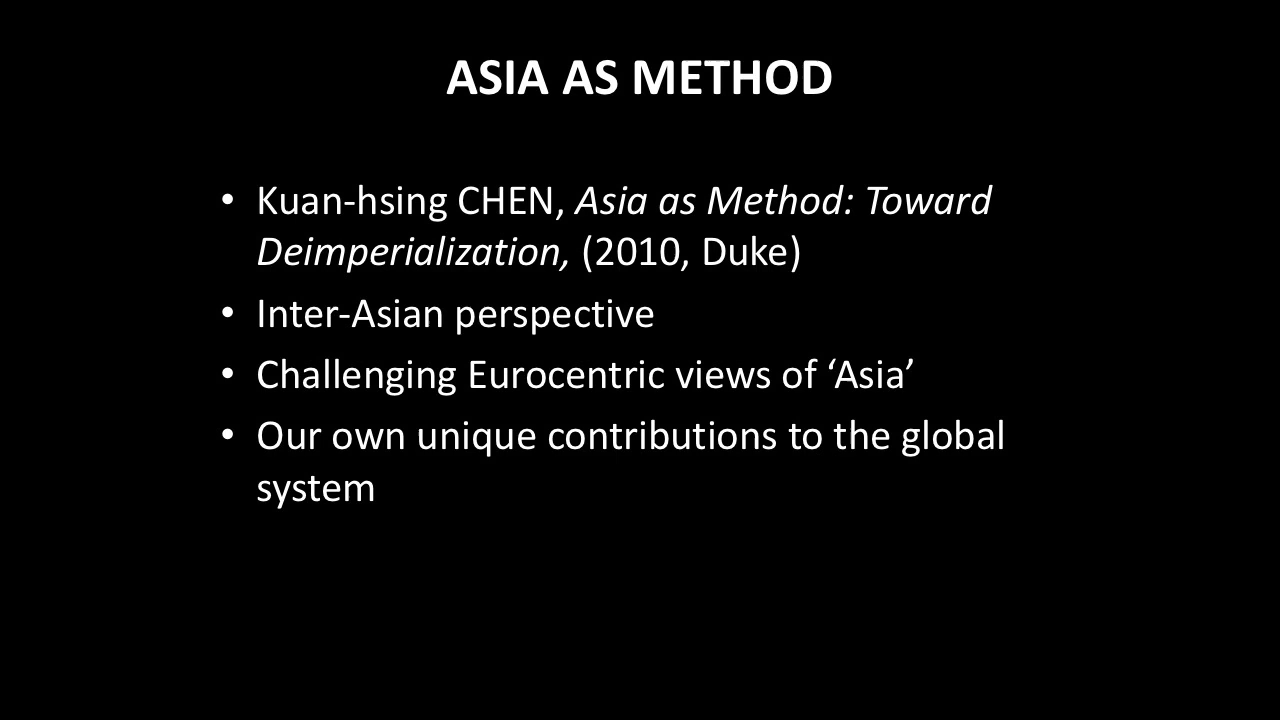 ASIA AS METHOD
• Kuan-hsing CHEN, Asia as Method: Toward
Deimperialization, (2010, Duke)
• Inter-Asian perspective
• Challenging Eurocentric views of ‘Asia’
• Our own unique contributions to the global
system